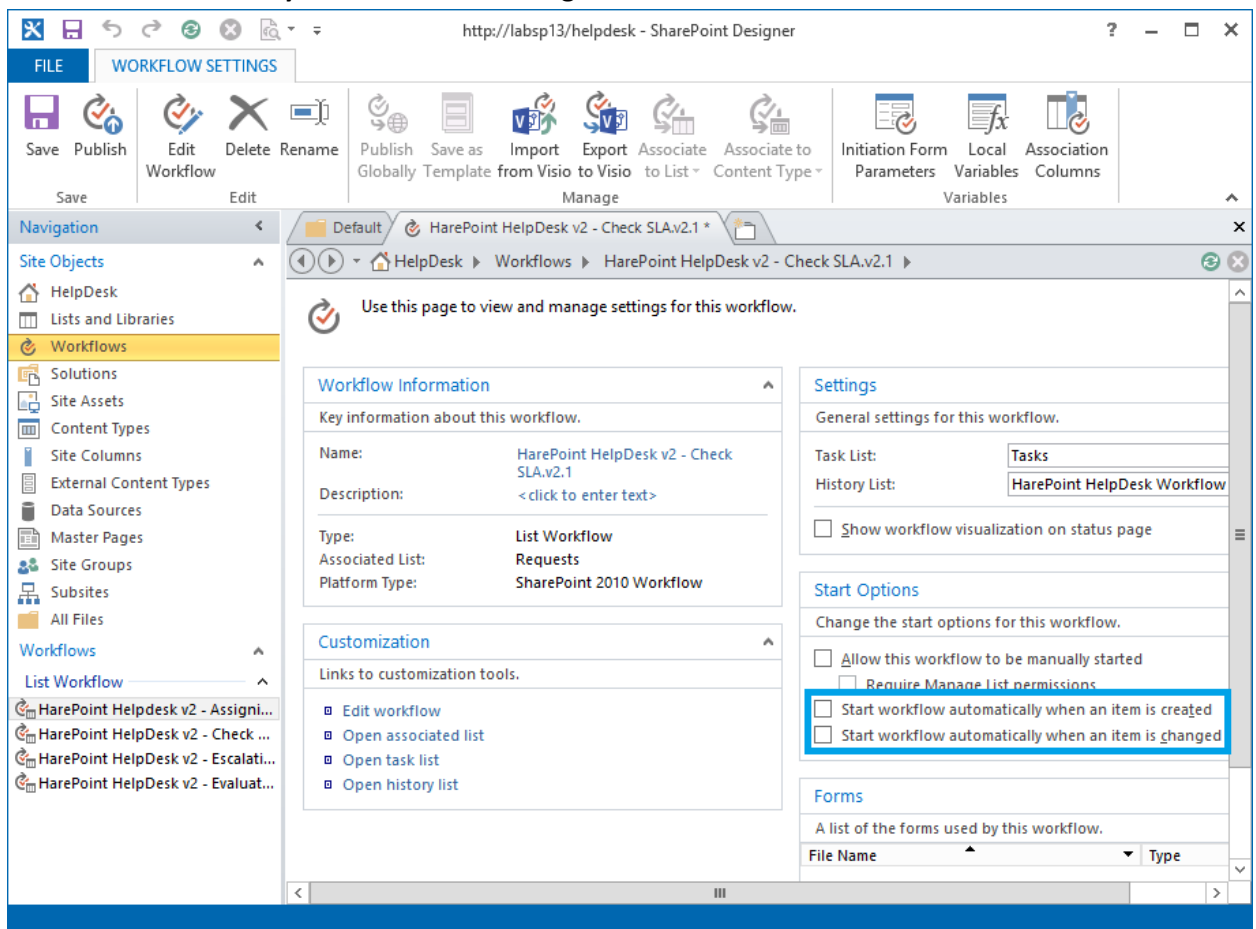 http://labsp13/helpdesk - SharePoint Designer
?
FILE
WORKFLOW SETTINGS
Save
Publish
Edit Workflow
Delete
Rename
Publish Globally
Save as Template
Import from Visio
Export to Visio
Associate to List
Associate to Content Type
Initiation Form Parameters
Local Variables
Association Columns
Save
Edit
Manage
Variables
Navigation
Default
HarePoint HelpDesk v2 - Check SLA.v2.1 *
Site Objects
HelpDesk
Workflows
HarePoint HelpDesk v2 - Check SLA.v2.1
HelpDesk
Lists and Libraries
Workflows
Solutions
Site Assets
Content Types
Site Columns
External Content Types
Data Sources
Master Pages
Site Groups
Subsites
All Files
Workflows
List Workflow
HarePoint Helpdesk v2 - Assigni...
HarePoint HelpDesk v2 - Check ...
HarePoint HelpDesk v2 - Escalati...
HarePoint HelpDesk v2 - Evaluat...
Use this page to view and manage settings for this workflow.
Workflow Information
Key information about this workflow.
Name:
HarePoint HelpDesk v2 - Check
SLA.v2.1
Description:
<click to enter text>
Type:
List Workflow
Associated List:
Requests
Platform Type:
SharePoint 2010 Workflow
Customization
Links to customization tools.
Edit workflow
Open associated list
Open task list
Open history list
Settings
General settings for this workflow.
Task List:
Tasks
History List:
HarePoint HelpDesk Workflow
Show workflow visualization on status page
Start Options
Change the start options for this workflow.
Allow this workflow to be manually started
Require Manage List permissions
Start workflow automatically when an item is created
Start workflow automatically when an item is changed
Forms
A list of the forms used by this workflow.
File Name
Type